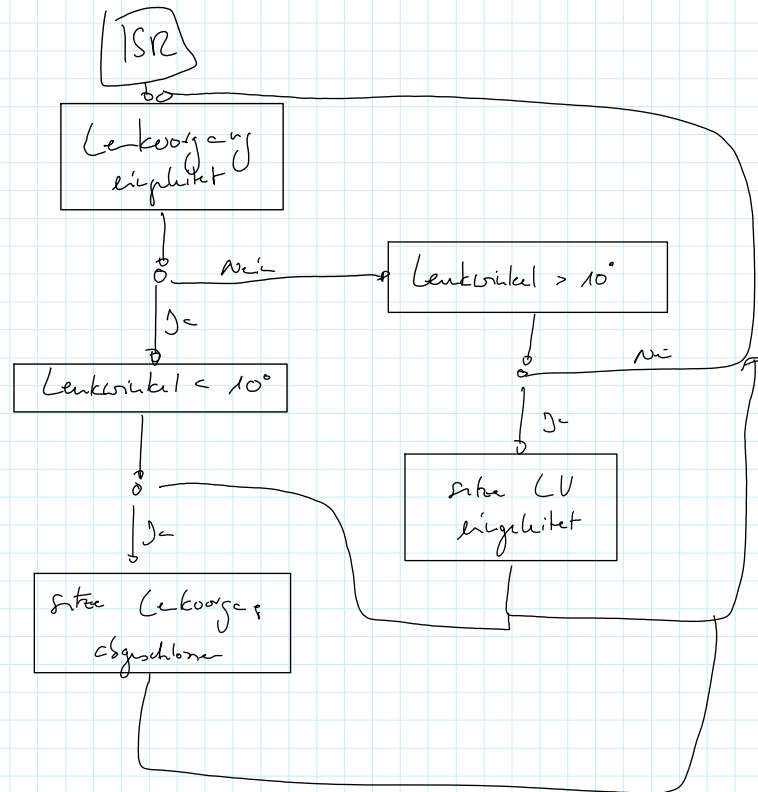 ISR
Lenkvorgang
eingeleitet
Nein
Lenkwinkel > 10°
Ja
Nein
Lenkwinkel < 10°
Ja
setze LV
eingeleitet
Ja
setze Lenkvorgang
abgeschlossen